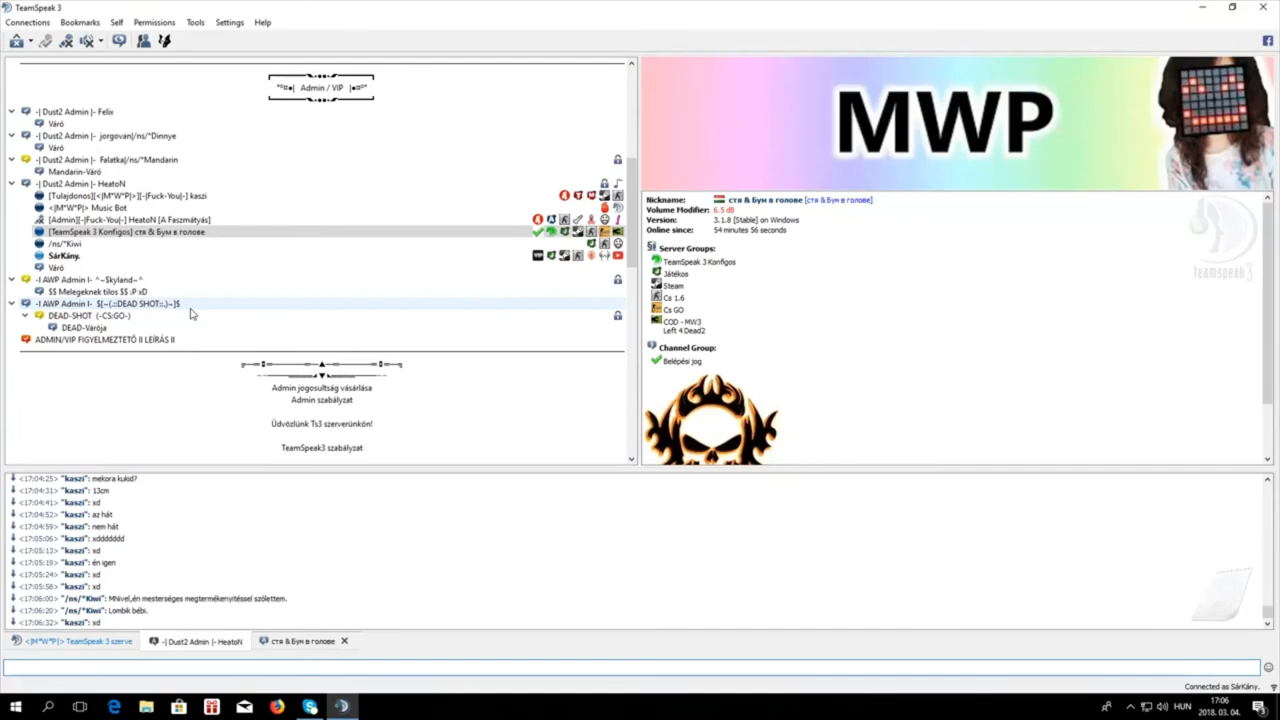 TeamSpeak 3
Connections Bookmarks Self Permissions Tools Settings Help
Admin / VIP
-| Dust2 Admin |- Felix
Váró
-| Dust2 Admin |- jorgovan|/ns/*Dinnye
Váró
-| Dust2 Admin |- Falatka|/ns/*Mandarin
Mandarin-Váró
-| Dust2 Admin |- HeatoN
[Tulajdonos][<|M*W*P|>][-|Fuck-You|-] kaszi
<|M*W*P|> Music Bot
[Admin][-|Fuck-You|-] HeatoN [A Faszmátyás]
[TeamSpeak 3 Konfigos] стя & Бум в голове
/ns/*Kiwi
SárKány.
Váró
-I AWP Admin I- ^~$kyland~^
$$ Melegeknek tilos $$ :P xD
-I AWP Admin I- $[~(.::DEAD SHOT::.)~]$
DEAD-SHOT (-CS:GO-)
DEAD-Várója
ADMIN/VIP FIGYELMEZTETŐ II LEÍRÁS II
Admin jogosultság vásárlása
Admin szabályzat
Üdvözlünk Ts3 szerverünkön!
TeamSpeak3 szabályzat
MWP
Nickname: стя & Бум в голове [стя & Бум в голове]
Volume Modifier: 6.5 dB
Version: 3.1.8 [Stable] on Windows
Online since: 54 minutes 56 seconds
Server Groups:
TeamSpeak 3 Konfigos
Játékos
Steam
Cs 1.6
Cs GO
COD - MW3
Left 4 Dead2
Channel Group:
Belépési jog
teamspeak
<17:04:25> "kaszi": mekora kukid?
<17:04:31> "kaszi": 13cm
<17:04:41> "kaszi": xd
<17:04:52> "kaszi": az hát
<17:04:59> "kaszi": nem hát
<17:05:06> "kaszi": xddddddd
<17:05:13> "kaszi": xd
<17:05:19> "kaszi": én igen
<17:05:24> "kaszi": xd
<17:05:58> "kaszi": xd
<17:06:00> "/ns/*Kiwi": MNivel,én mesterséges megtermékenyítéssel születtem.
<17:06:20> "/ns/*Kiwi": Lombik bébi.
<17:06:32> "kaszi": xd
<|M*W*P|> TeamSpeak 3 szerve -| Dust2 Admin |- HeatoN стя & Бум в голове
Connected as SárKány.
HUN
17:06
2018. 03. 04.